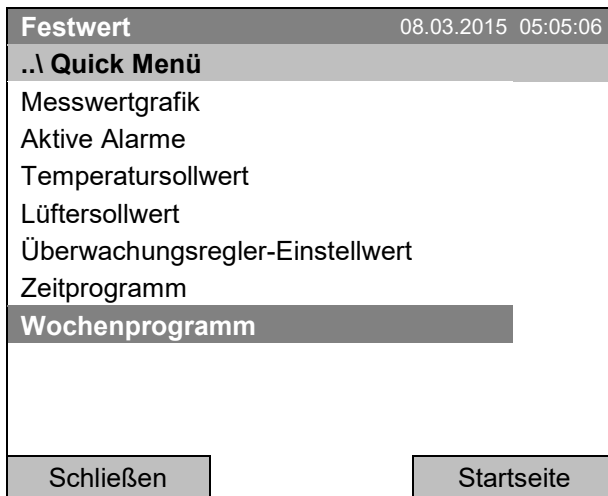 Festwert 08.03.2015 05:05:06
..\ Quick Menü
Messwertgrafik
Aktive Alarme
Temperatursollwert
Lüftersollwert
Überwachungsregler-Einstellwert
Zeitprogramm
Wochenprogramm
Schließen Startseite